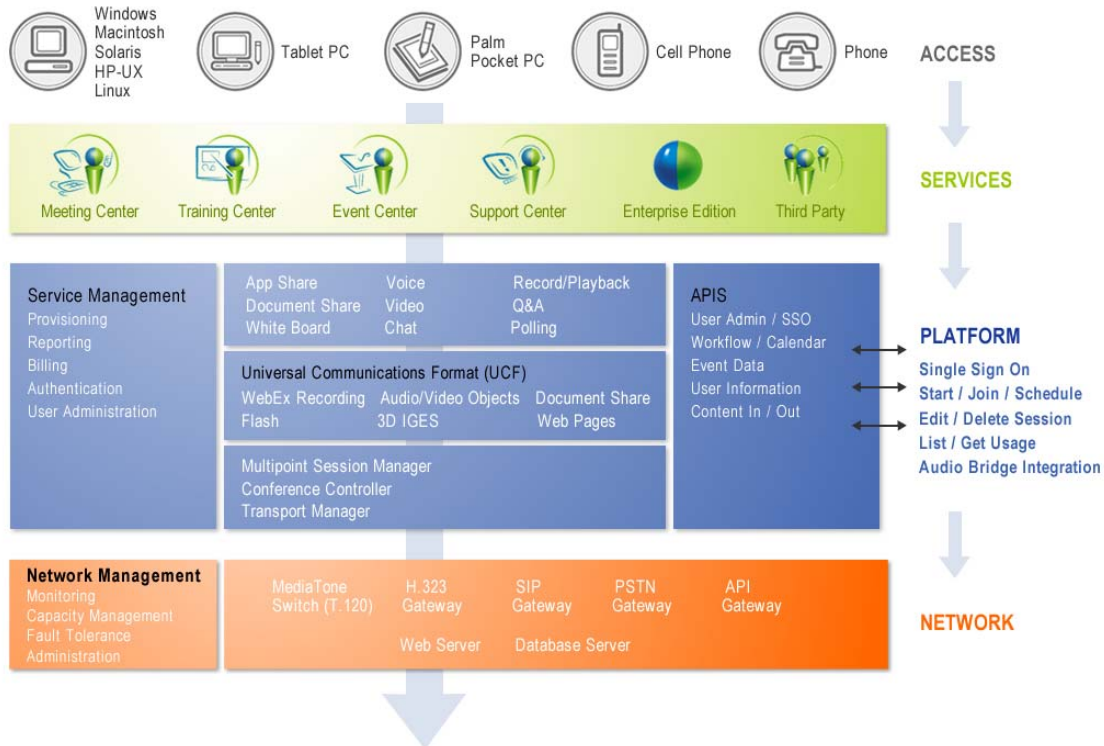 Windows
Macintosh
Solaris
HP-UX
Linux
Tablet PC
Palm
Pocket PC
Cell Phone
Phone
ACCESS
Meeting Center
Training Center
Event Center
Support Center
Enterprise Edition
Third Party
SERVICES
Service Management
Provisioning
Reporting
Billing
Authentication
User Administration
App Share Voice Record/Playback
Document Share Video Q&A
White Board Chat Polling
Universal Communications Format (UCF)
WebEx Recording Audio/Video Objects Document Share
Flash 3D IGES Web Pages
Multipoint Session Manager
Conference Controller
Transport Manager
APIS
User Admin / SSO
Workflow / Calendar
Event Data
User Information
Content In / Out
PLATFORM
Single Sign On
Start / Join / Schedule
Edit / Delete Session
List / Get Usage
Audio Bridge Integration
Network Management
Monitoring
Capacity Management
Fault Tolerance
Administration
MediaTone
Switch (T.120)
H.323
Gateway
SIP
Gateway
PSTN
Gateway
API
Gateway
Web Server
Database Server
NETWORK